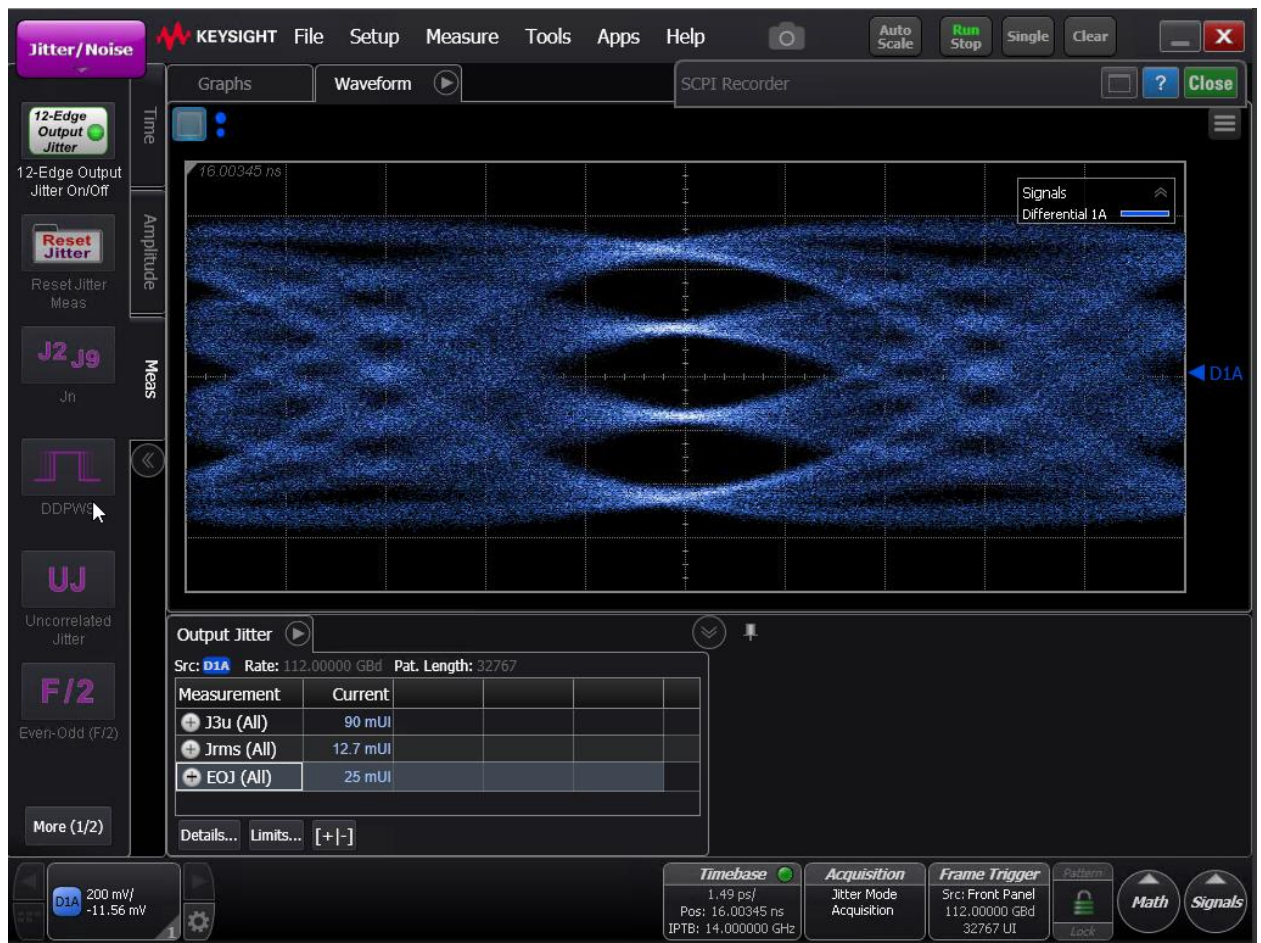 Jitter/Noise
KEYSIGHT File Setup Measure Tools Apps Help
Auto Scale
Run Stop
Single
Clear
X
Graphs
Waveform
SCPI Recorder
?
Close
12-Edge
Output
Jitter
12-Edge Output
Jitter On/Off
Reset
Jitter
Reset Jitter
Meas
J2 J9
Jn
DDPWS
UJ
Uncorrelated
Jitter
F/2
Even-Odd (F/2)
More (1/2)
Time
Amplitude
Meas
16.00345 ns
Signals
Differential 1A
D1A
Output Jitter
Src: D1A Rate: 112.00000 GBd Pat. Length: 32767
Measurement Current
J3u (All) 90 mUI
Jrms (All) 12.7 mUI
EOJ (All) 25 mUI
Details... Limits... [+|-]
D1A
200 mV/
-11.56 mV
1
Timebase
1.49 ps/
Pos: 16.00345 ns
IPTB: 14.000000 GHz
Acquisition
Jitter Mode
Acquisition
Frame Trigger
Src: Front Panel
112.00000 GBd
32767 UI
Pattern
Lock
Math
Signals